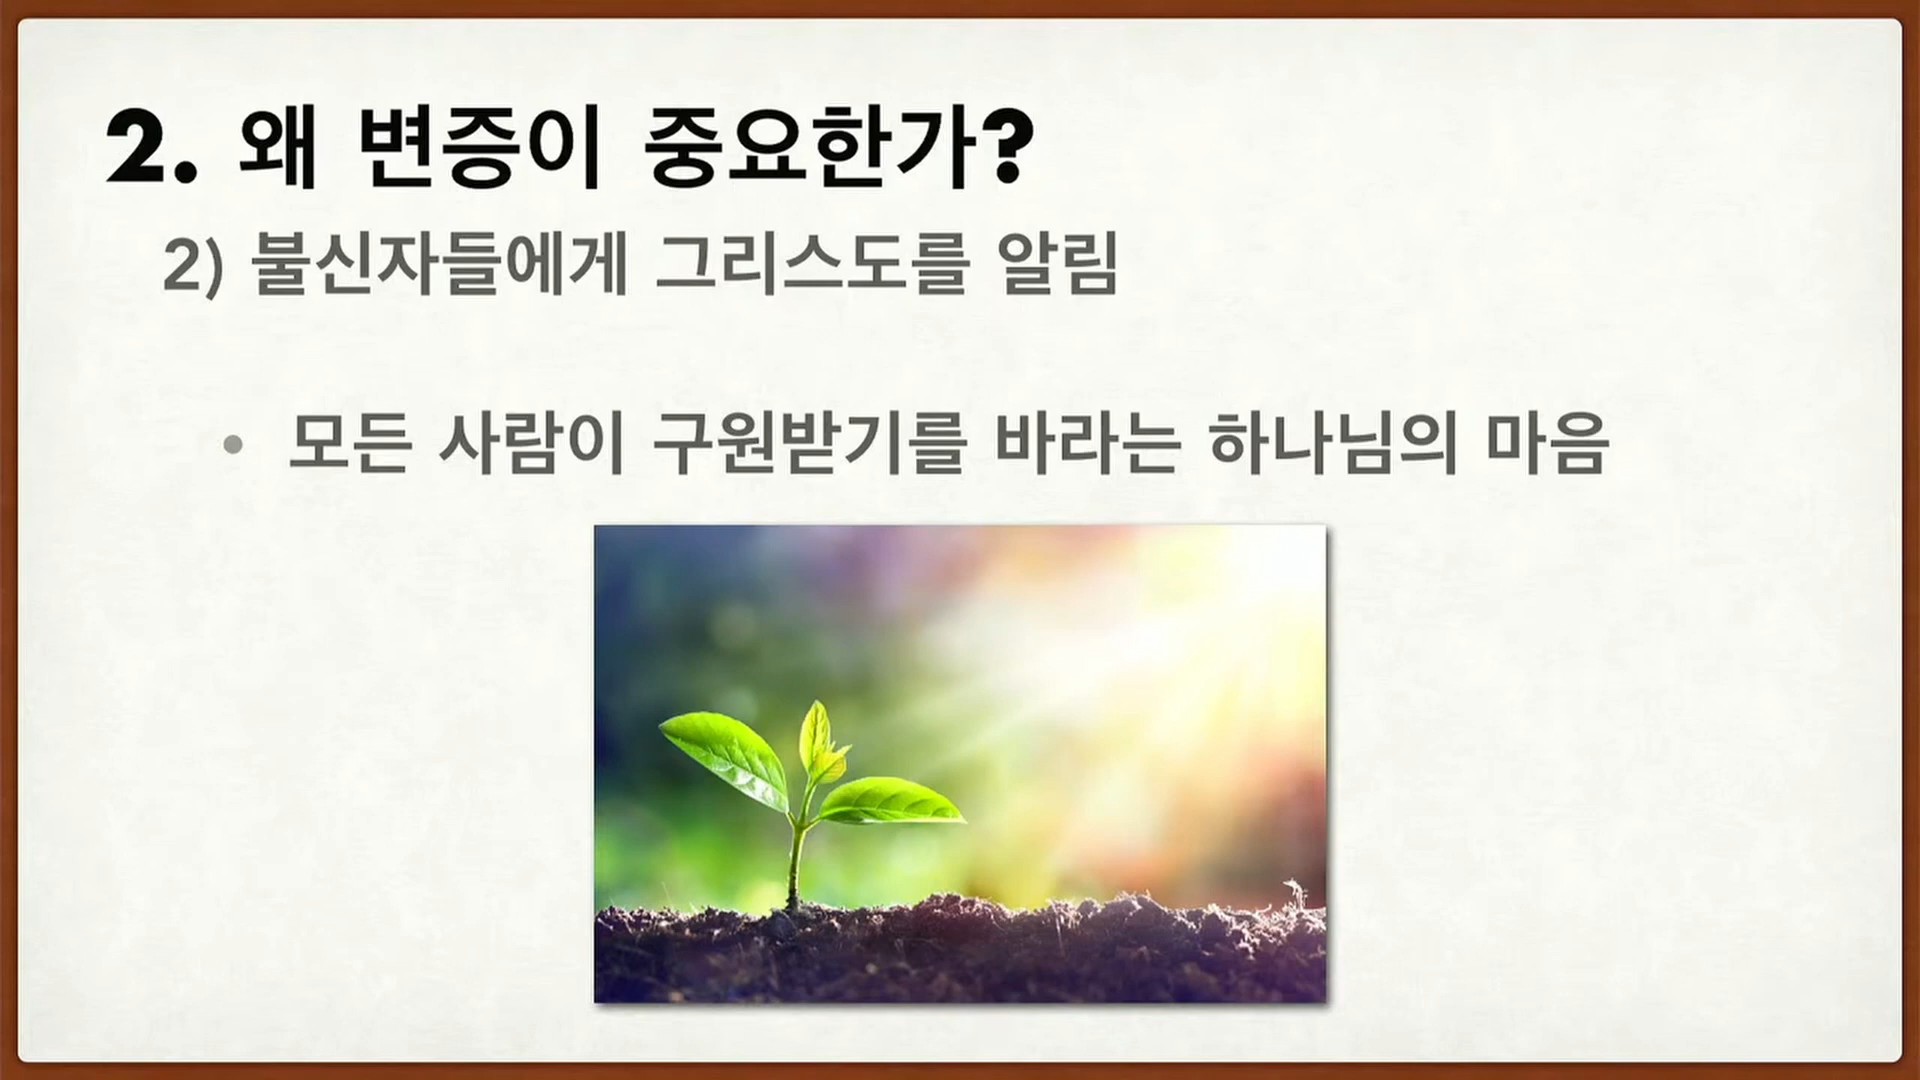 2. 왜 변증이 중요한가?
2) 불신자들에게 그리스도를 알림
• 모든 사람이 구원받기를 바라는 하나님의 마음